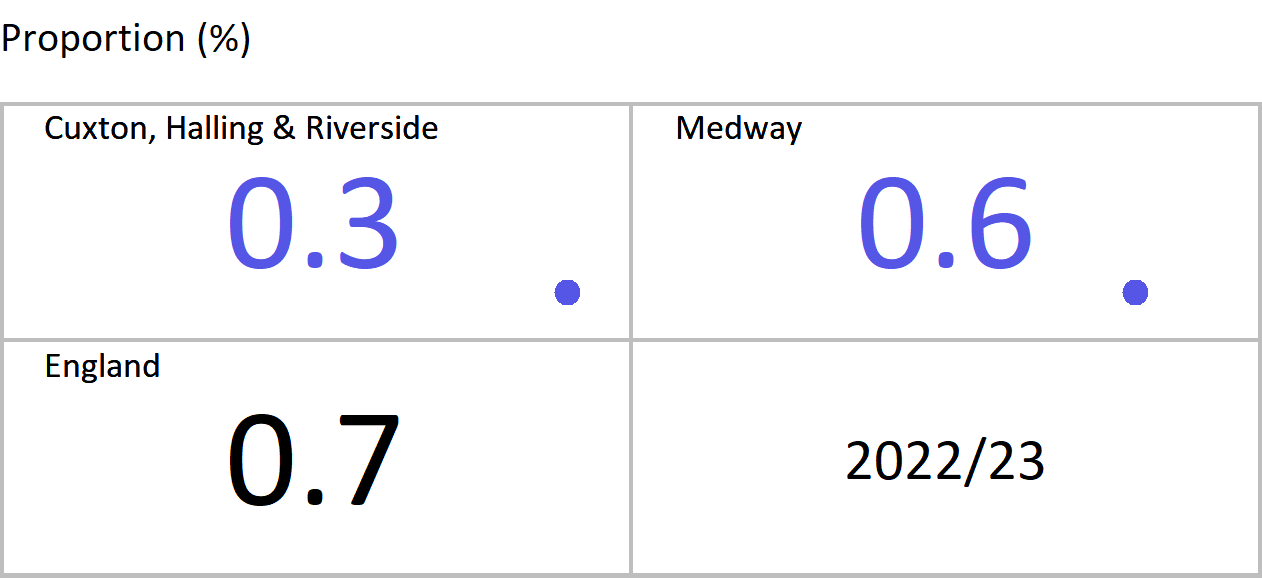 Proportion (%)
Cuxton, Halling & Riverside
0.3
Medway
0.6
England
0.7
2022/23